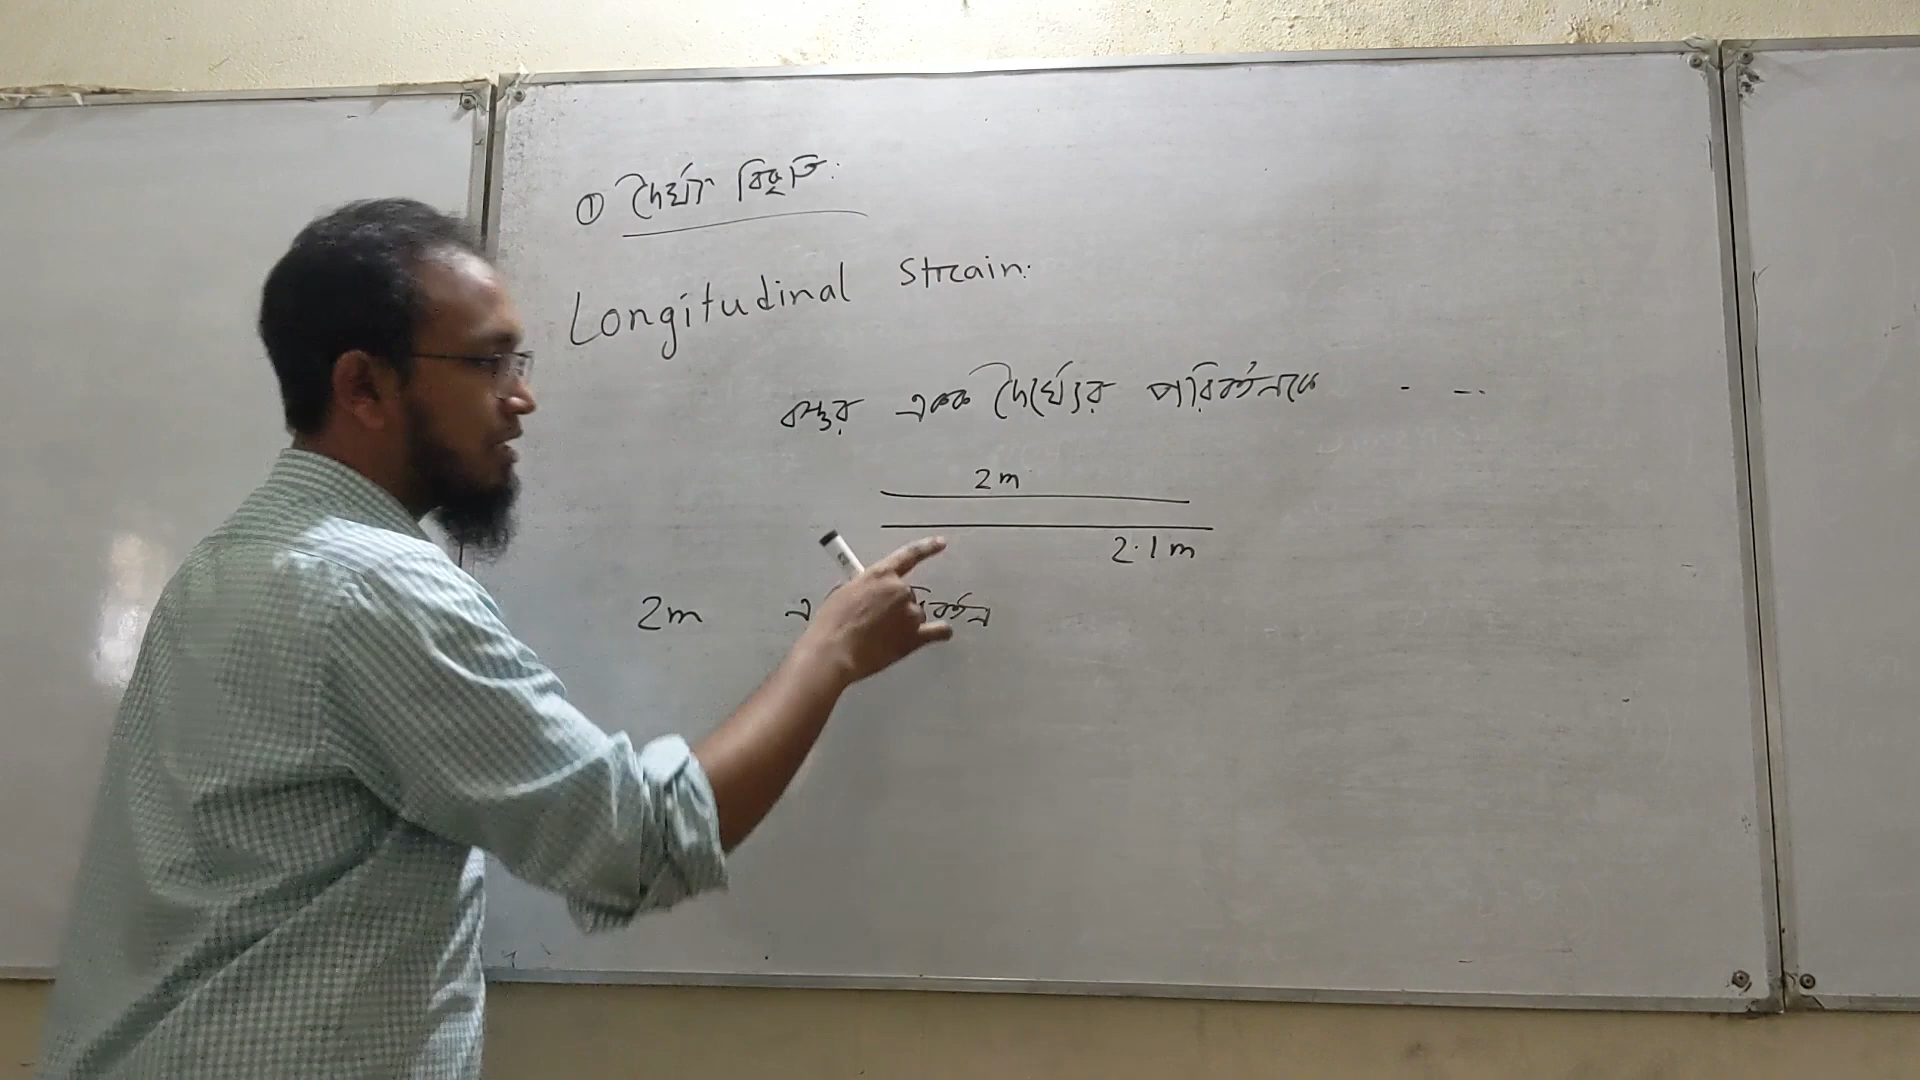 ① দৈর্ঘ্য বিকৃতি:
Longitudinal Strain:
বস্তুর একক দৈর্ঘ্যের পরিবর্তনকে - --
2m
2.1m
2m